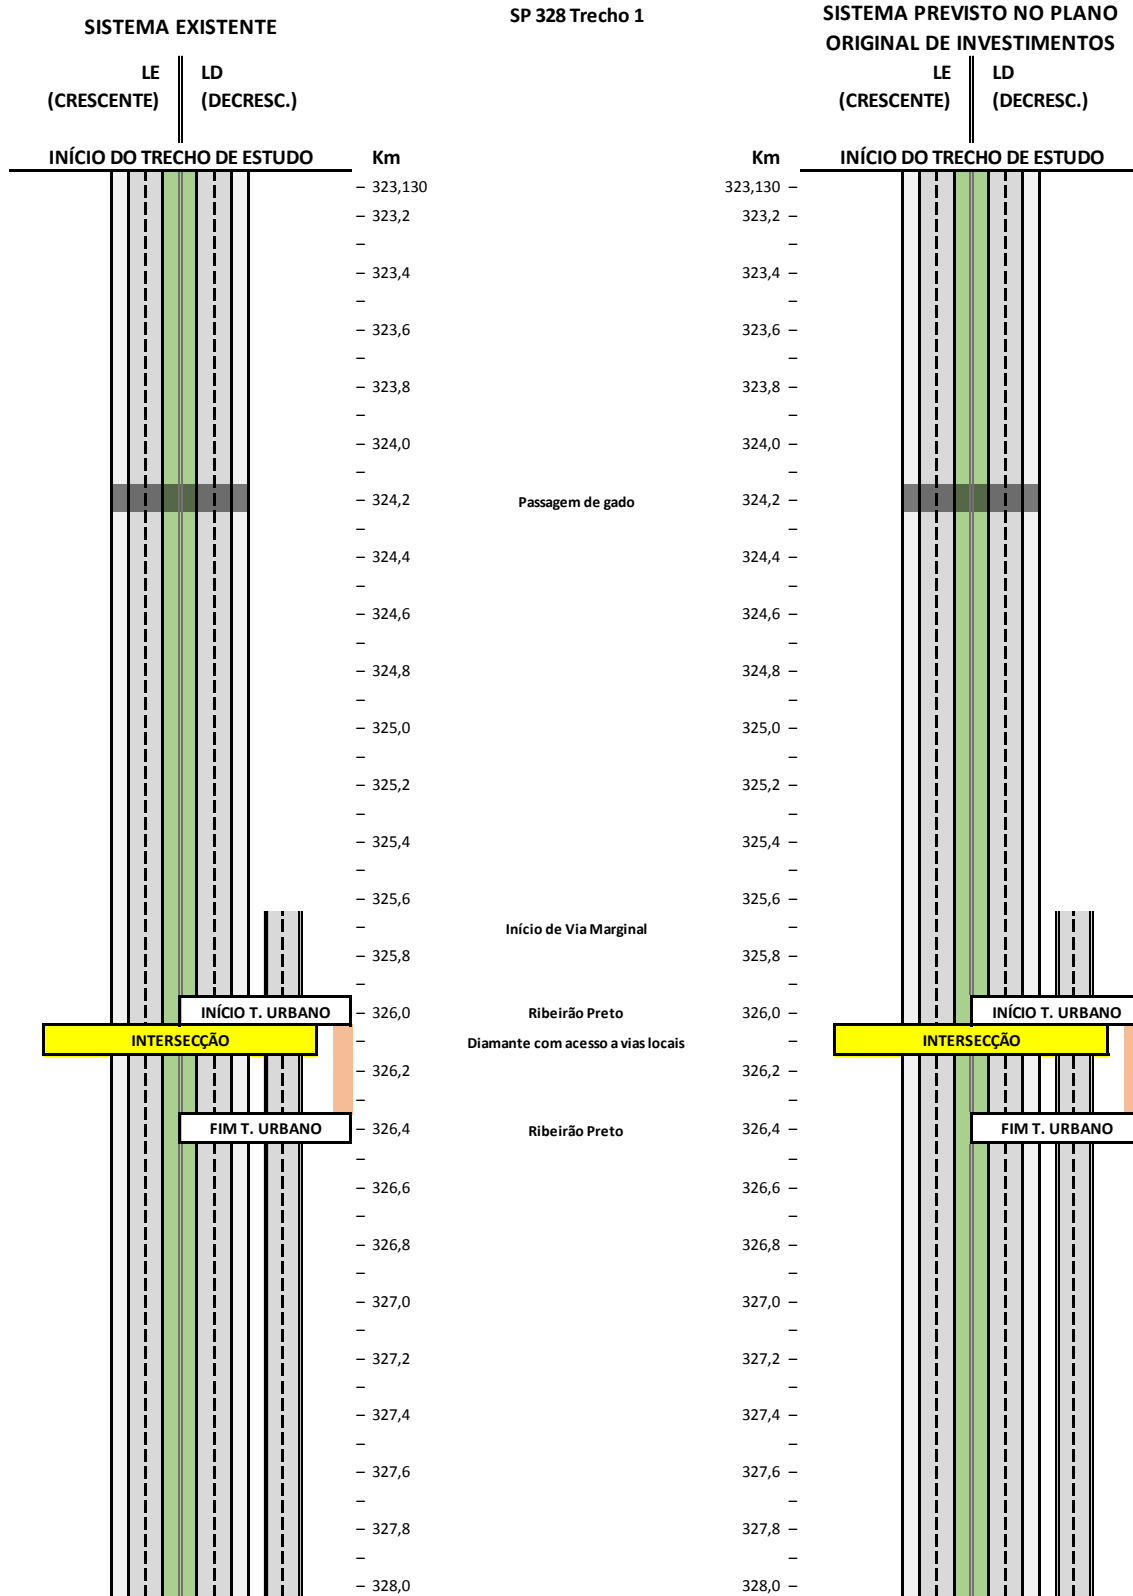 SP 328 Trecho 1
SISTEMA EXISTENTE
SISTEMA PREVISTO NO PLANO
ORIGINAL DE INVESTIMENTOS
LE LD LE LD
(CRESCENTE) (DECRESC.) (CRESCENTE) (DECRESC.)
INÍCIO DO TRECHO DE ESTUDO Km Km INÍCIO DO TRECHO DE ESTUDO
– 323,130 323,130 –
– 323,2 323,2 –
– –
– 323,4 323,4 –
– –
– 323,6 323,6 –
– –
– 323,8 323,8 –
– –
– 324,0 324,0 –
– –
– 324,2 Passagem de gado 324,2 –
– –
– 324,4 324,4 –
– –
– 324,6 324,6 –
– –
– 324,8 324,8 –
– –
– 325,0 325,0 –
– –
– 325,2 325,2 –
– –
– 325,4 325,4 –
– –
– 325,6 325,6 –
– Início de Via Marginal –
– 325,8 325,8 –
– –
INÍCIO T. URBANO – 326,0 Ribeirão Preto 326,0 – INÍCIO T. URBANO
INTERSECÇÃO – Diamante com acesso a vias locais – INTERSECÇÃO
– 326,2 326,2 –
– –
FIM T. URBANO – 326,4 Ribeirão Preto 326,4 – FIM T. URBANO
– –
– 326,6 326,6 –
– –
– 326,8 326,8 –
– –
– 327,0 327,0 –
– –
– 327,2 327,2 –
– –
– 327,4 327,4 –
– –
– 327,6 327,6 –
– –
– 327,8 327,8 –
– –
– 328,0 328,0 –